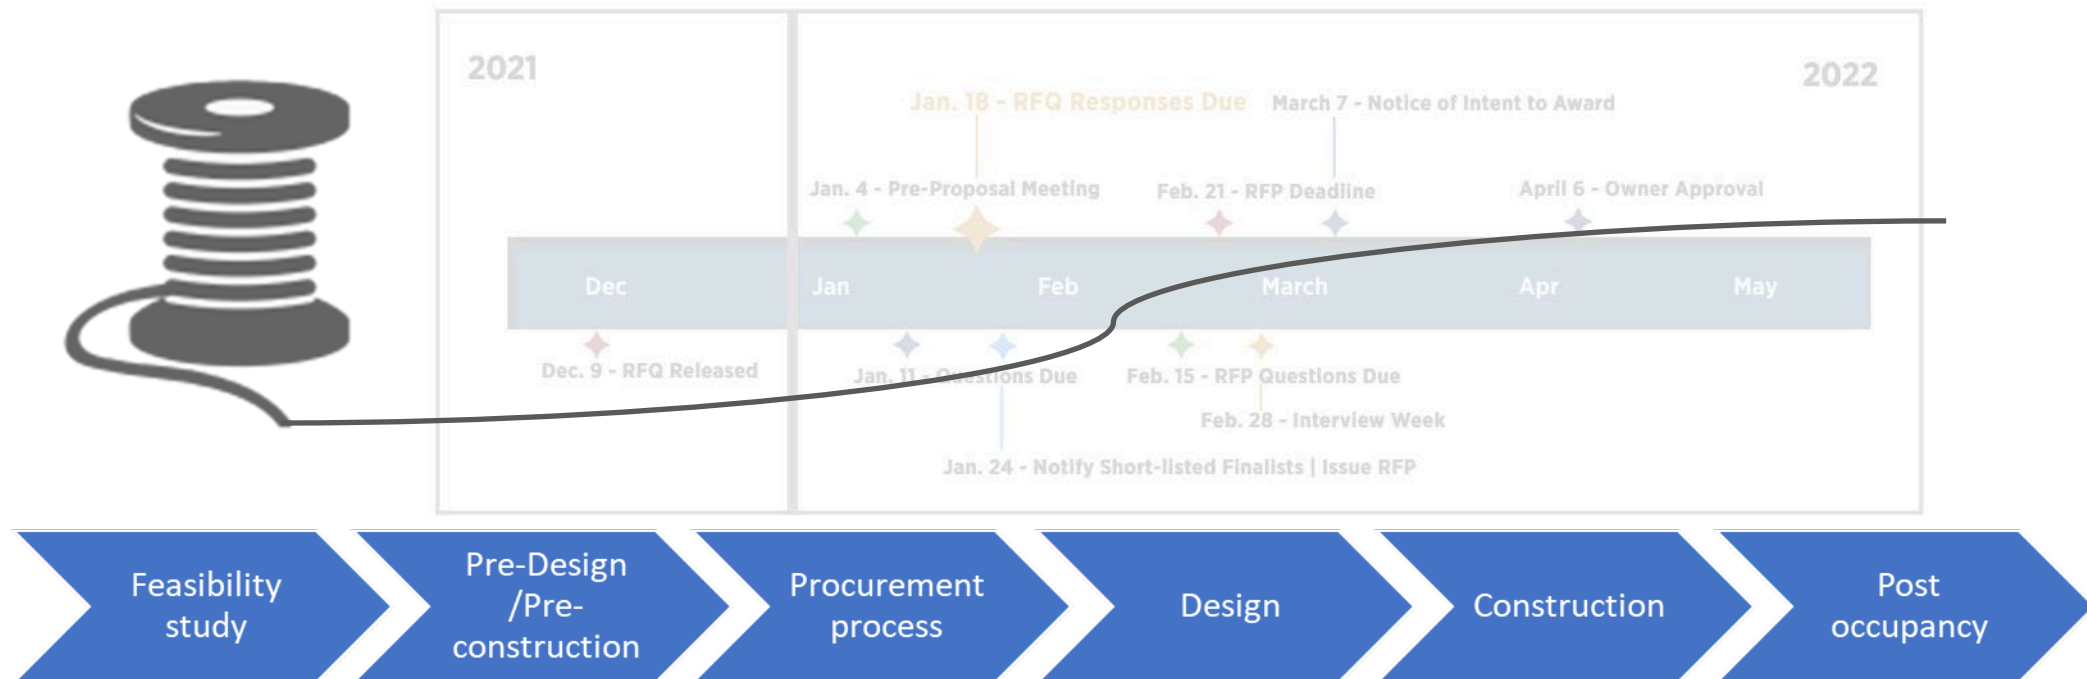 2021
2022
Jan. 18 - RFQ Responses Due
March 7 - Notice of Intent to Award
Jan. 4 - Pre-Proposal Meeting
Feb. 21 - RFP Deadline
April 6 - Owner Approval
Dec
Jan
Feb
March
Apr
May
Dec. 9 - RFQ Released
Jan. 11 - Questions Due
Feb. 15 - RFP Questions Due
Feb. 28 - Interview Week
Jan. 24 - Notify Short-listed Finalists | Issue RFP
Feasibility
study
Pre-Design
/Pre-
construction
Procurement
process
Design
Construction
Post
occupancy